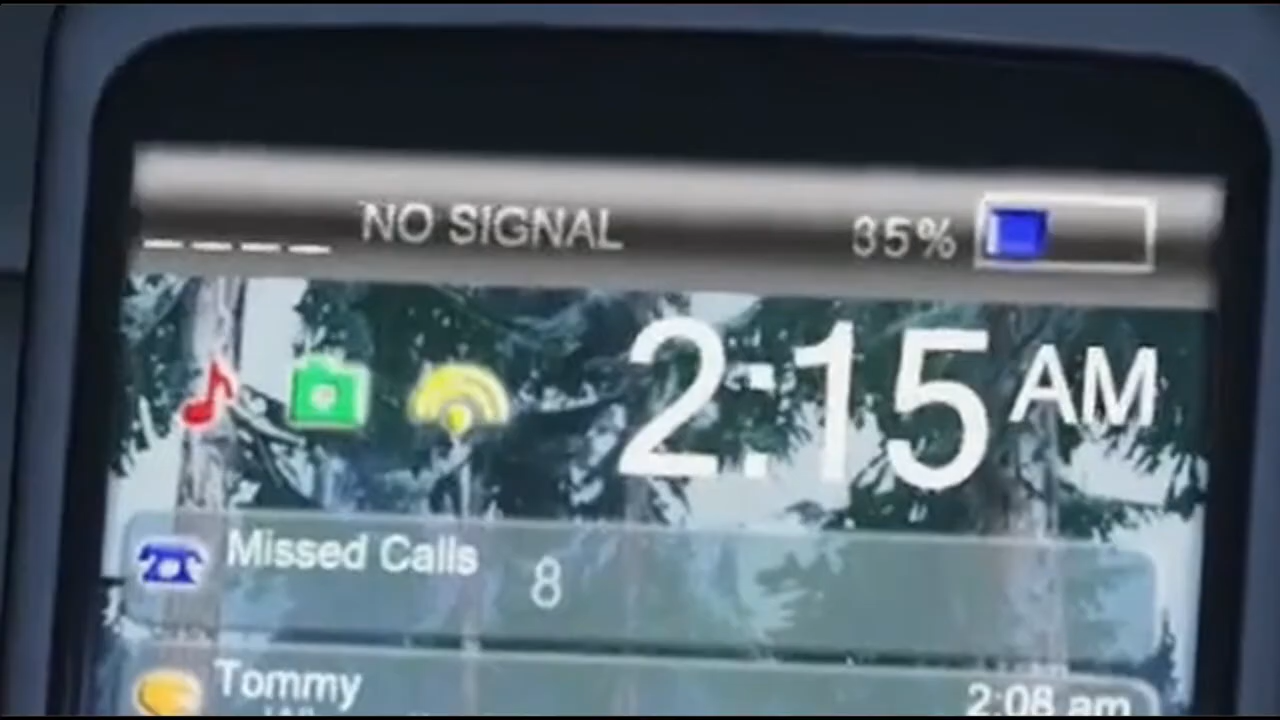 NO SIGNAL 35%
2:15 AM
Missed Calls
8
Tommy 2:08 am